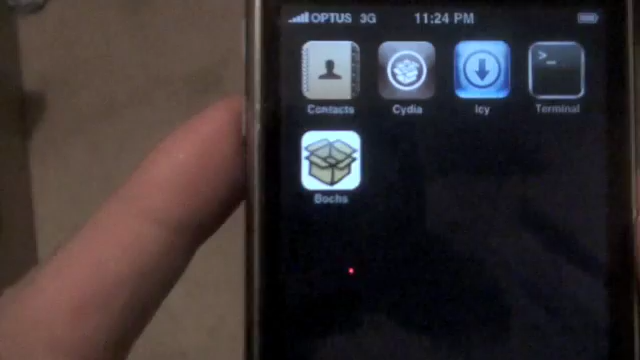 OPTUS 3G 11:24 PM
Contacts Cydia Icy Terminal
>_
Bochs